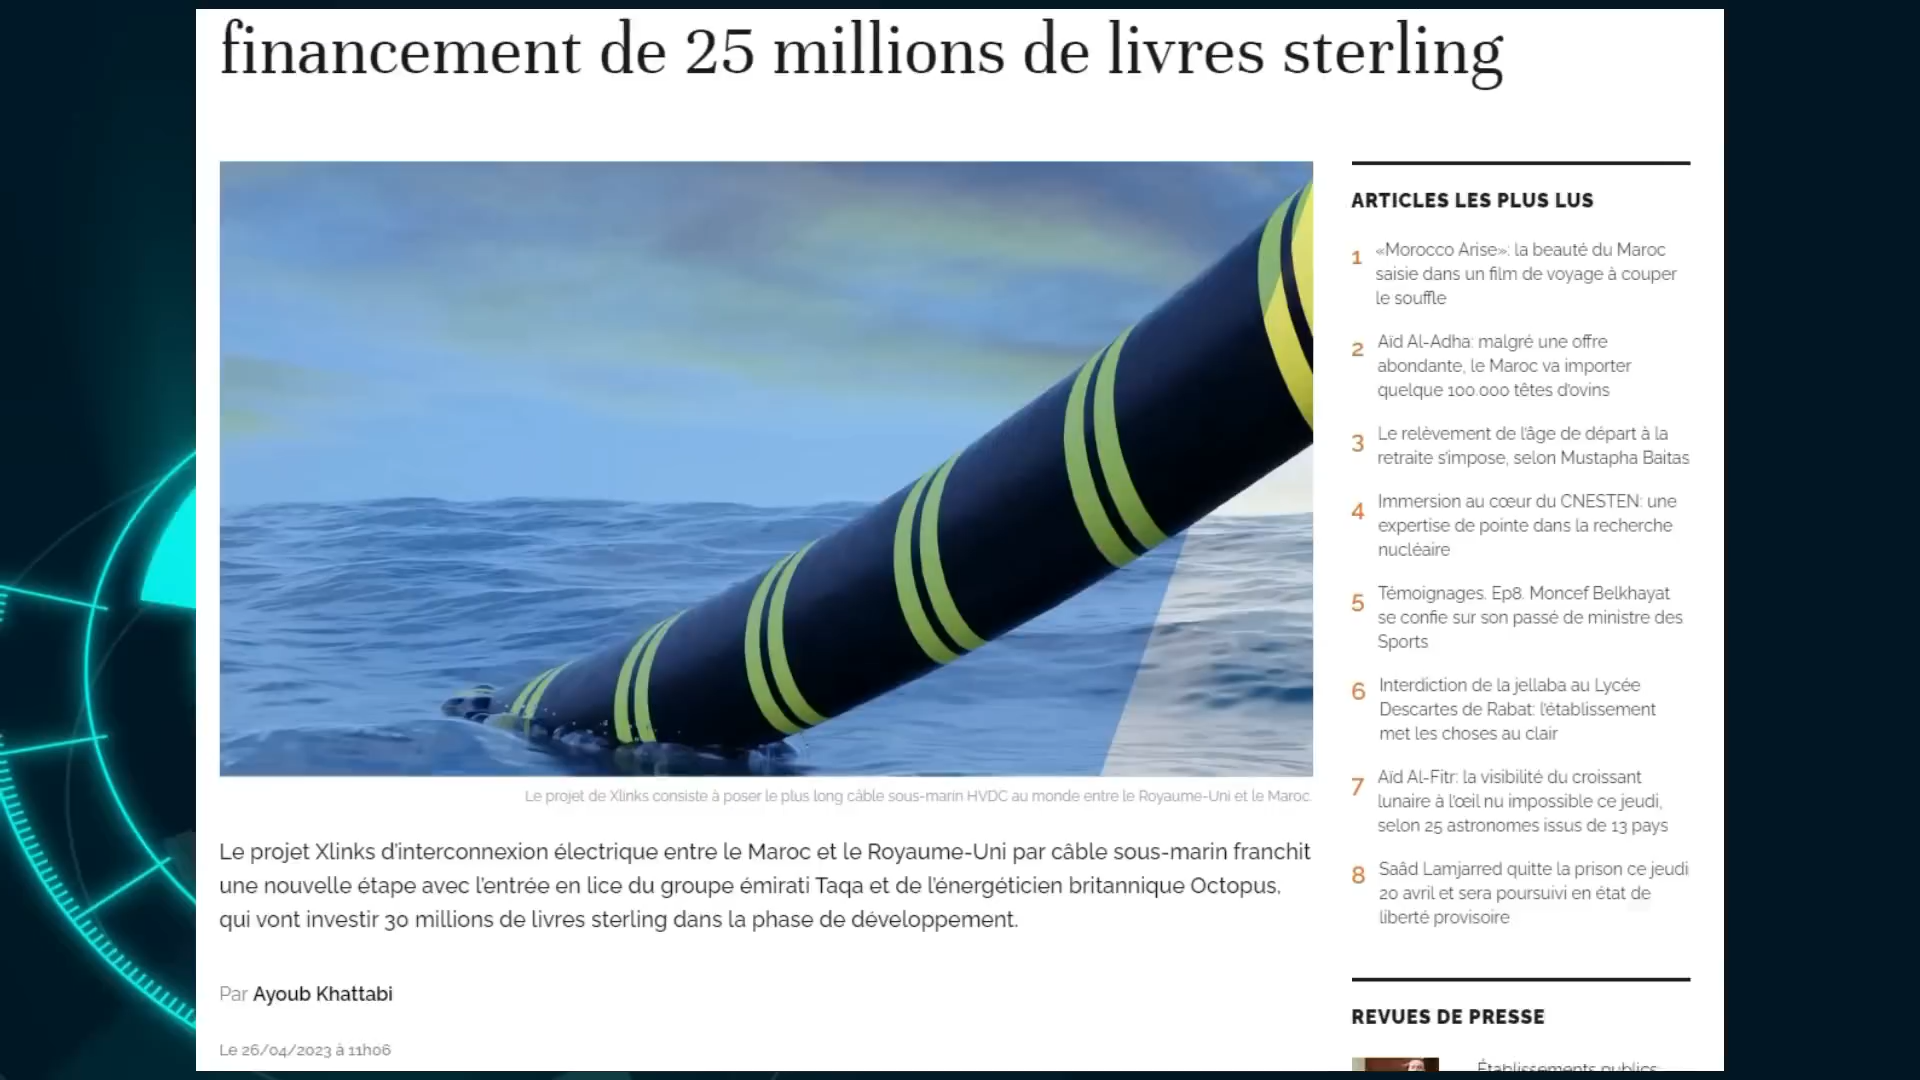 financement de 25 millions de livres sterling
Le projet de Xlinks consiste à poser le plus long câble sous-marin HVDC au monde entre le Royaume-Uni et le Maroc.
Le projet Xlinks d'interconnexion électrique entre le Maroc et le Royaume-Uni par câble sous-marin franchit
une nouvelle étape avec l'entrée en lice du groupe émirati Taqa et de l'énergéticien britannique Octopus,
qui vont investir 30 millions de livres sterling dans la phase de développement.
Par Ayoub Khattabi
Le 26/04/2023 à 11h06
ARTICLES LES PLUS LUS
1 «Morocco Arise»: la beauté du Maroc
saisie dans un film de voyage à couper
le souffle
2 Aïd Al-Adha: malgré une offre
abondante, le Maroc va importer
quelque 100.000 têtes d'ovins
3 Le relèvement de l'âge de départ à la
retraite s'impose, selon Mustapha Baitas
4 Immersion au cœur du CNESTEN: une
expertise de pointe dans la recherche
nucléaire
5 Témoignages. Ep8. Moncef Belkhayat
se confie sur son passé de ministre des
Sports
6 Interdiction de la jellaba au Lycée
Descartes de Rabat: l'établissement
met les choses au clair
7 Aïd Al-Fitr: la visibilité du croissant
lunaire à l'œil nu impossible ce jeudi,
selon 25 astronomes issus de 13 pays
8 Saâd Lamjarred quitte la prison ce jeudi
20 avril et sera poursuivi en état de
liberté provisoire
REVUES DE PRESSE
Établissements publics: